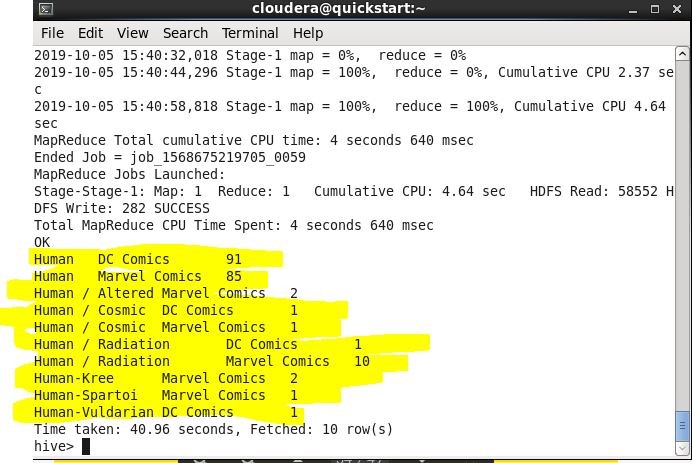 cloudera@quickstart:~
File Edit View Search Terminal Help
2019-10-05 15:40:32,018 Stage-1 map = 0%,  reduce = 0%
2019-10-05 15:40:44,296 Stage-1 map = 100%,  reduce = 0%, Cumulative CPU 2.37 se
c
2019-10-05 15:40:58,818 Stage-1 map = 100%,  reduce = 100%, Cumulative CPU 4.64
sec
MapReduce Total cumulative CPU time: 4 seconds 640 msec
Ended Job = job_1568675219705_0059
MapReduce Jobs Launched:
Stage-Stage-1: Map: 1  Reduce: 1   Cumulative CPU: 4.64 sec   HDFS Read: 58552 H
DFS Write: 282 SUCCESS
Total MapReduce CPU Time Spent: 4 seconds 640 msec
OK
Human   DC Comics       91
Human   Marvel Comics   85
Human / Altered Marvel Comics   2
Human / Cosmic  DC Comics       1
Human / Cosmic  Marvel Comics   1
Human / Radiation       DC Comics       1
Human / Radiation       Marvel Comics   10
Human-Kree      Marvel Comics   2
Human-Spartoi   Marvel Comics   1
Human-Vuldarian DC Comics       1
Time taken: 40.96 seconds, Fetched: 10 row(s)
hive>